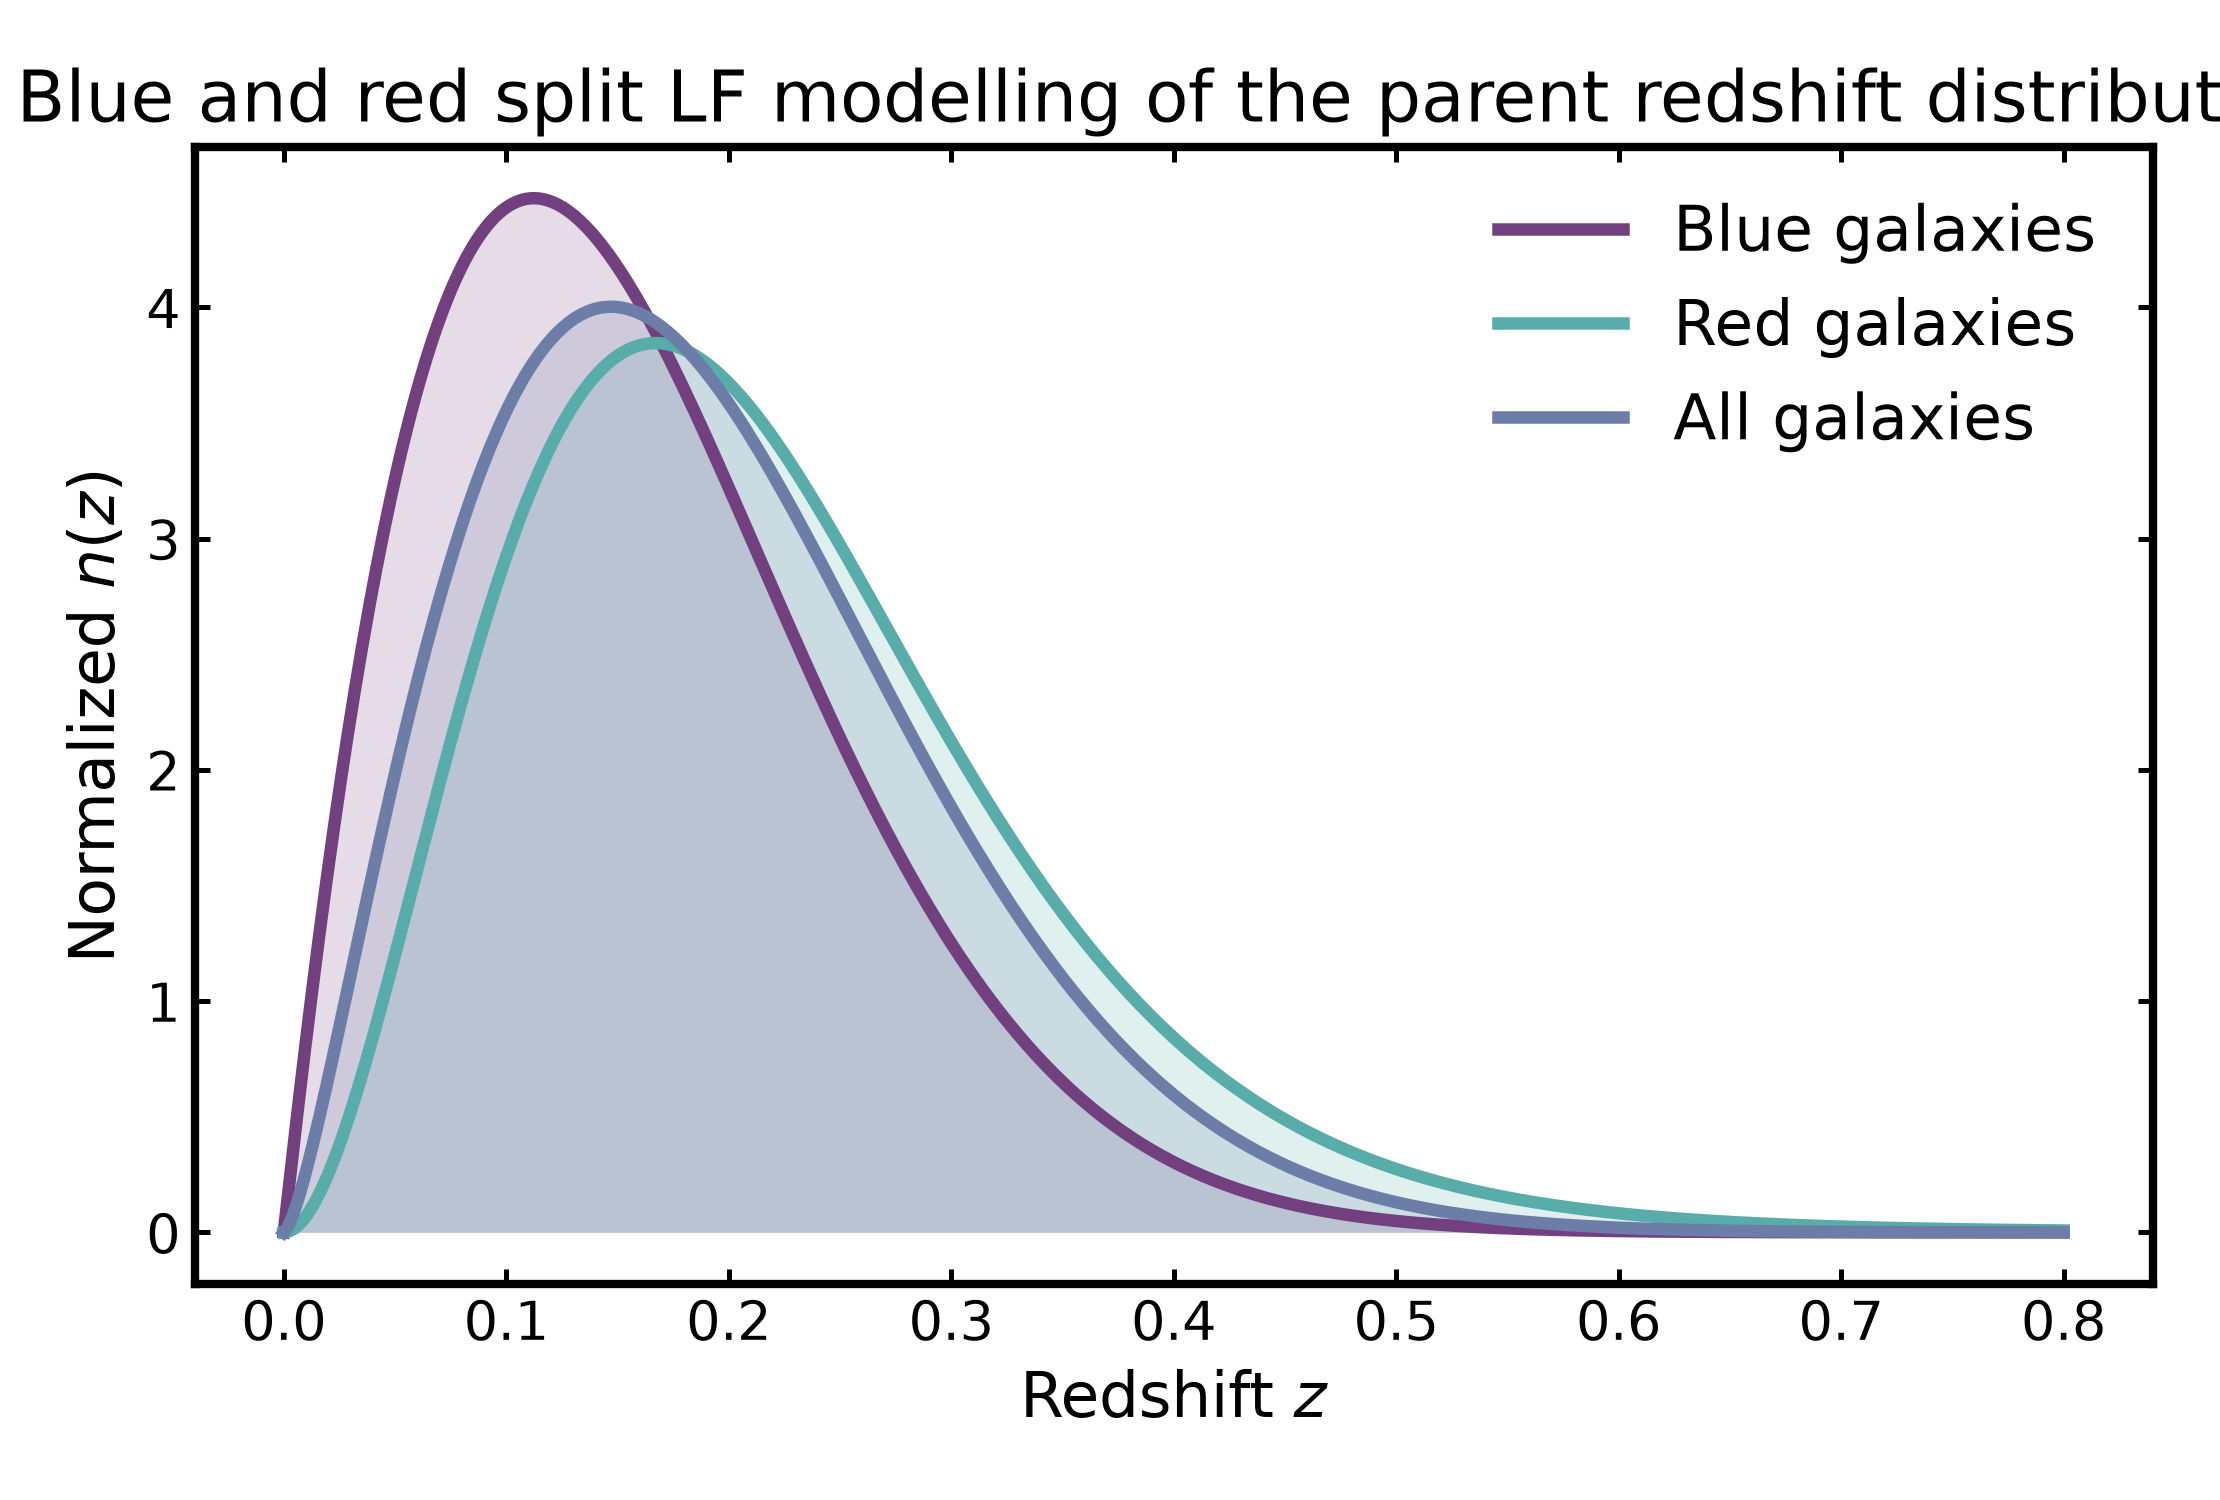 Blue and red split LF modelling of the parent redshift distribut
Blue galaxies
Red galaxies
All galaxies
Normalized n(z)
4
3
2
1
0
0.0 0.1 0.2 0.3 0.4 0.5 0.6 0.7 0.8
Redshift z